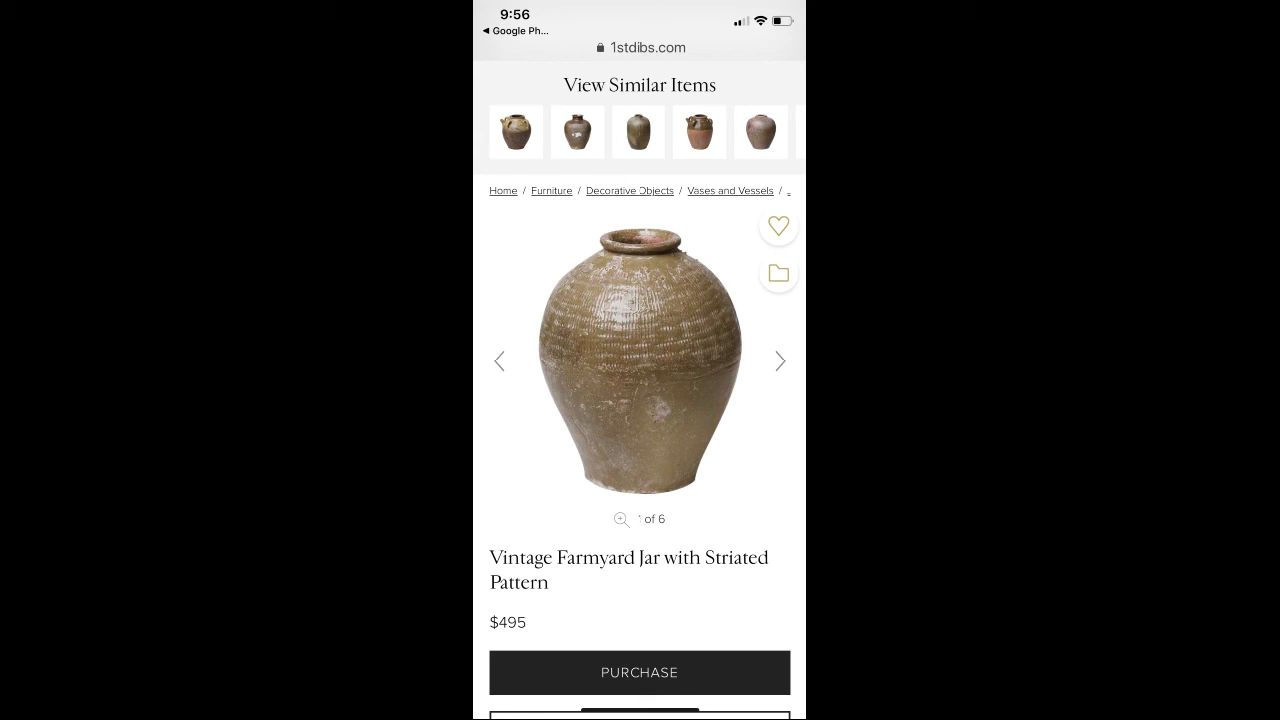 9:56
◀ Google Ph...
1stdibs.com
View Similar Items
Home / Furniture / Decorative Objects / Vases and Vessels /
1 of 6
Vintage Farmyard Jar with Striated
Pattern
$495
PURCHASE